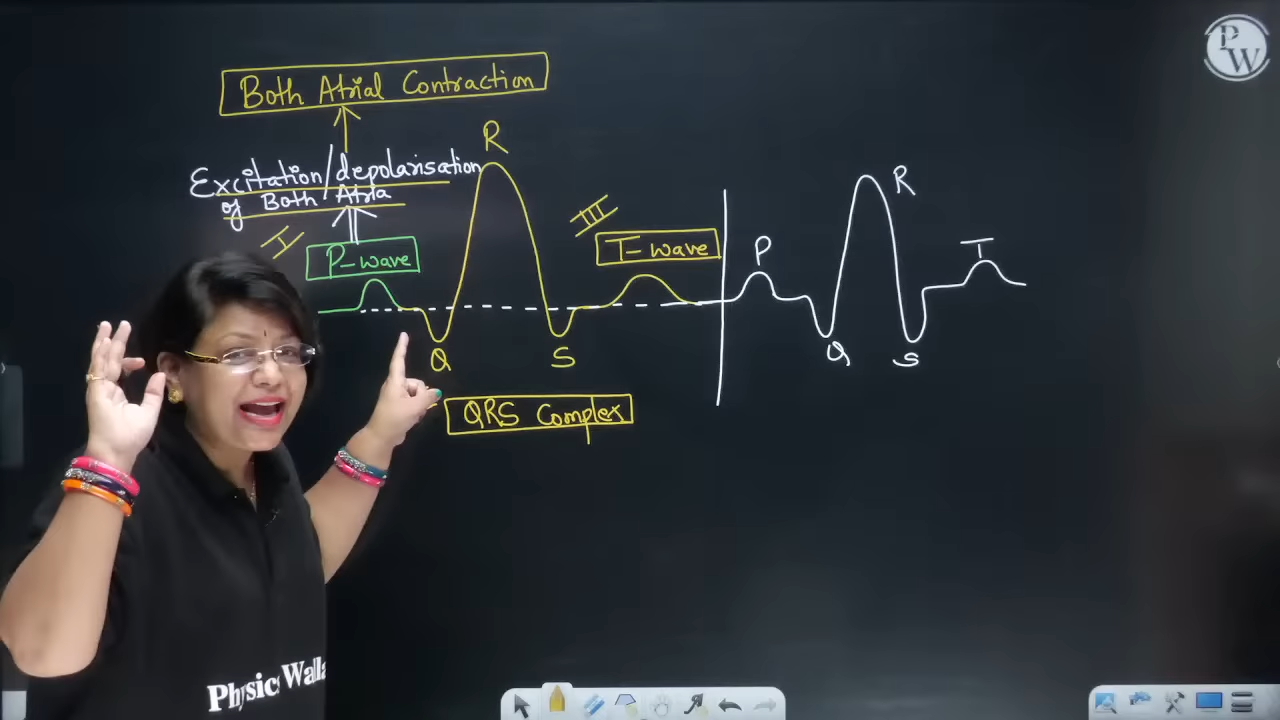 PW
Both Atrial Contraction
R
Excitation/depolarisation
of Both Atria
I
P-wave
III
T-wave
Q
S
QRS Complex
P
R
T
Q
S
Physics Walla